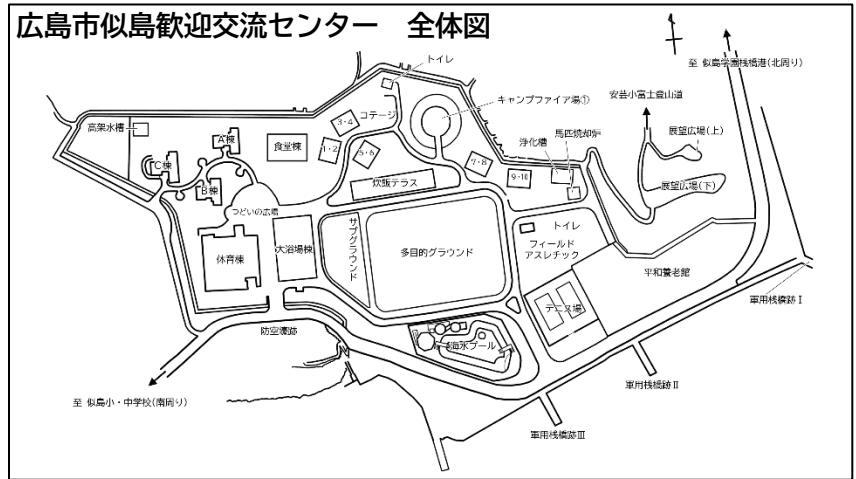 広島市似島歓迎交流センター　全体図
至 似島学園桟橋港(北周り)
トイレ
安芸小富士登山道
キャンプファイア場①
高架水槽
A棟
食堂棟
3・4
コテージ
1・2
5・6
7・8
9・10
浄化槽
馬匹焼却炉
展望広場(上)
展望広場(下)
C棟
B棟
つどいの広場
炊飯テラス
体育棟
大浴場棟
サブグラウンド
多目的グラウンド
トイレ
フィールド
アスレチック
平和養老館
テニス場
軍用桟橋跡Ⅰ
防空壕跡
海水プール
至 似島小・中学校(南周り)
軍用桟橋跡Ⅱ
軍用桟橋跡Ⅲ